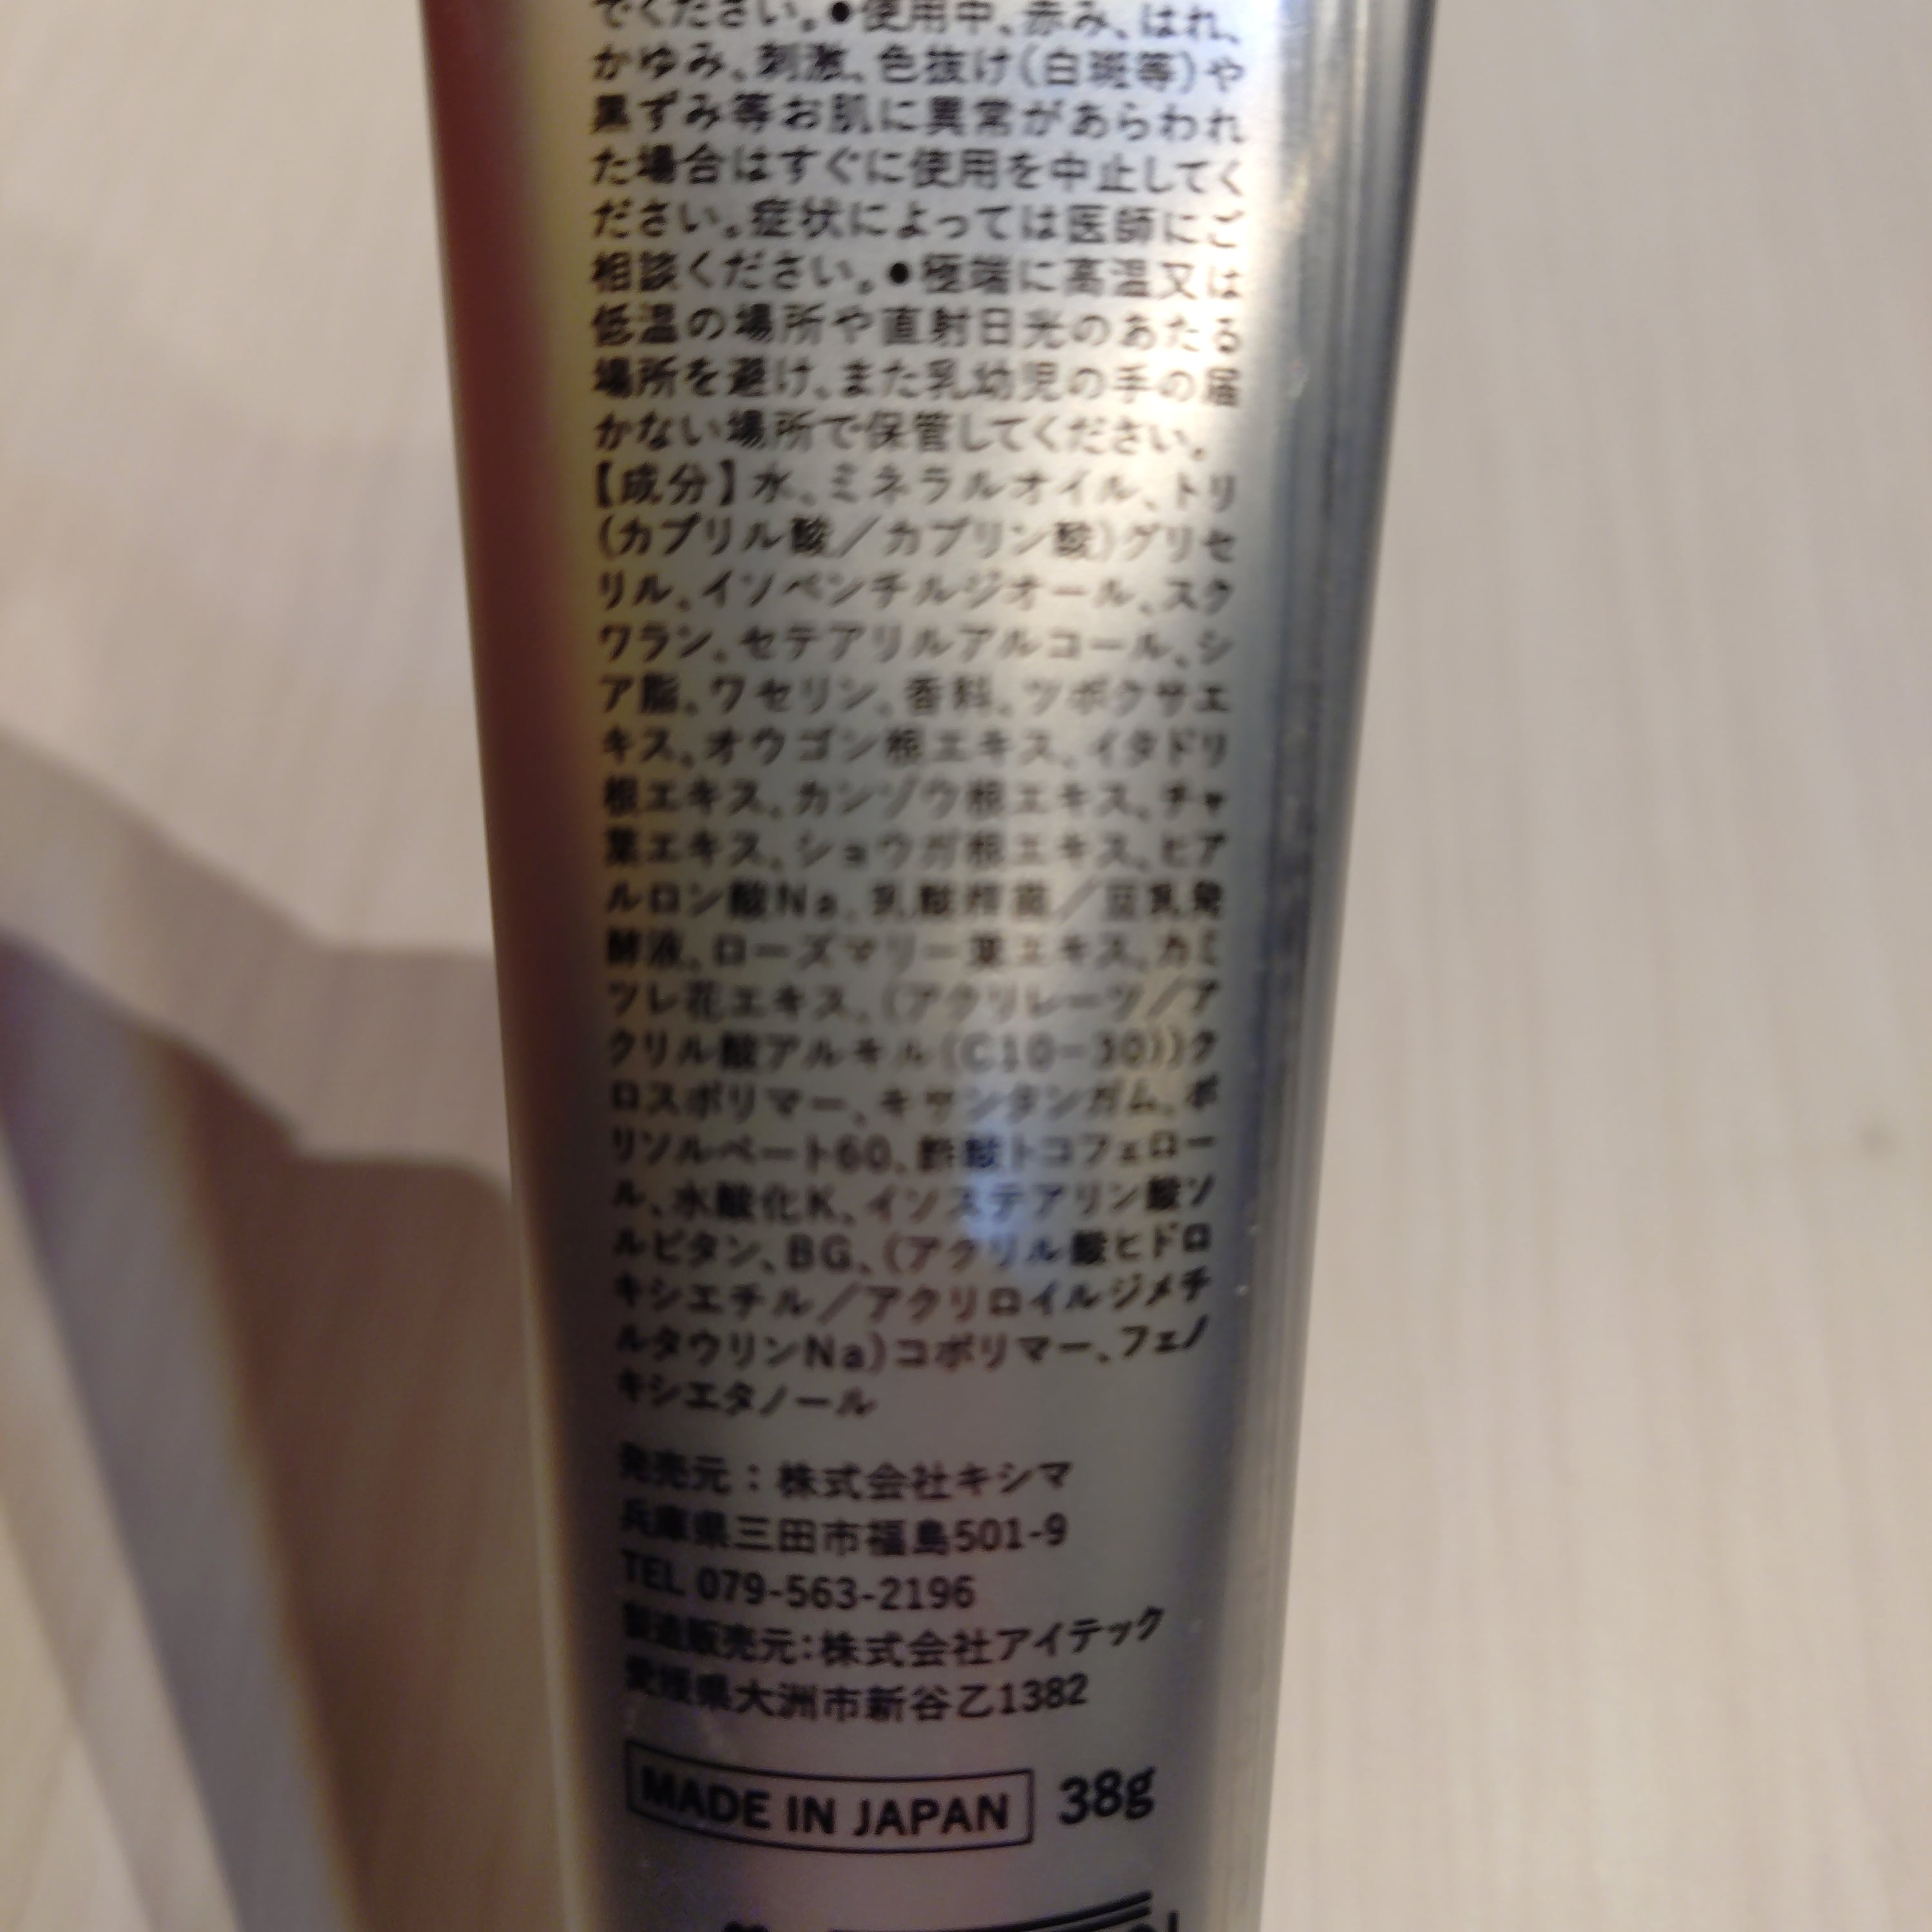 でください。●使用中、赤み、はれ、
かゆみ、刺激、色抜け(白斑等)や
黒ずみ等お肌に異常があらわれ
た場合はすぐに使用を中止してく
ださい。症状によっては医師にご
相談ください。●極端に高温又は
低温の場所や直射日光のあたる
場所を避け、また乳幼児の手の届
かない場所で保管してください。
【成分】水、ミネラルオイル、トリ
(カプリル酸／カプリン酸)グリセ
リル、イソペンチルジオール、スク
ワラン、セテアリルアルコール、シ
ア脂、ワセリン、香料、ツボクサエ
キス、オウゴン根エキス、イタドリ
根エキス、カンゾウ根エキス、チャ
葉エキス、ショウガ根エキス、ヒア
ルロン酸Na、乳酸桿菌／豆乳発
酵液、ローズマリー葉エキス、カミ
ツレ花エキス、(アクリレーツ／ア
クリル酸アルキル(C10-30))ク
ロスポリマー、キサンタンガム、ポ
リソルベート60、酢酸トコフェロー
ル、水酸化K、イソステアリン酸ソ
ルビタン、BG、(アクリル酸ヒドロ
キシエチル／アクリロイルジメチ
ルタウリンNa)コポリマー、フェノ
キシエタノール
発売元：株式会社キシマ
兵庫県三田市福島501-9
TEL 079-563-2196
製造販売元：株式会社アイテック
愛媛県大洲市新谷乙1382
MADE IN JAPAN 38g